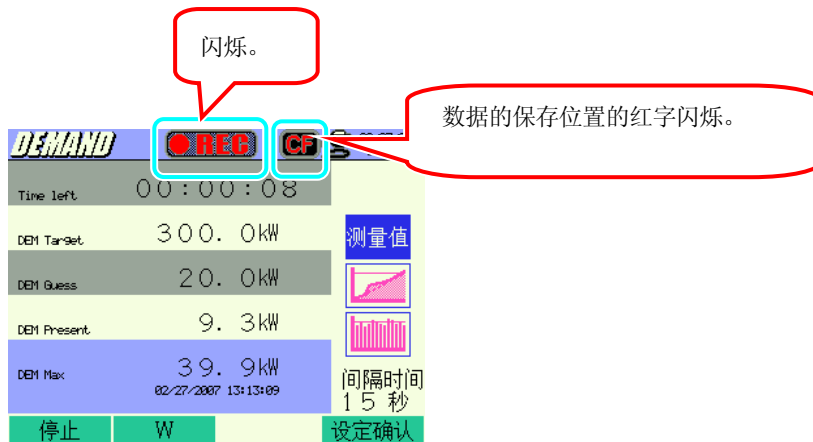 闪烁。
数据的保存位置的红字闪烁。
DEMAND REC CF
Time left 00:00:08
DEM Target 300.0kW
测量值
DEM Guess 20.0kW
DEM Present 9.3kW
DEM Max 39.9kW
02/27/2007 13:13:09
间隔时间
15 秒
停止 W 设定确认